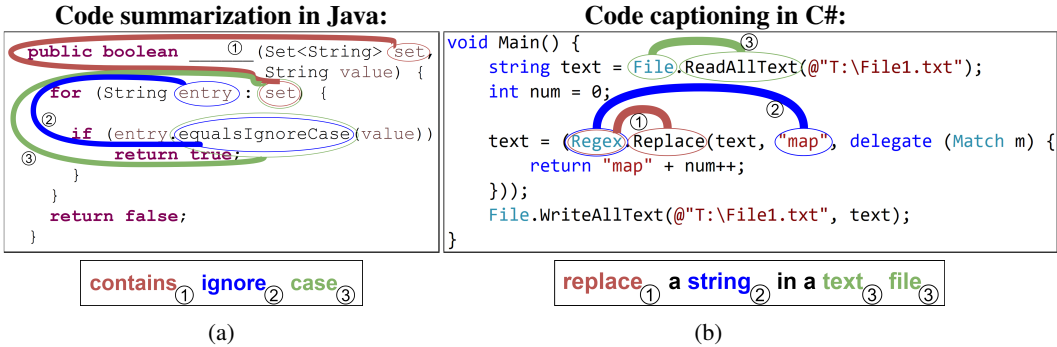 Code summarization in Java:
public boolean ① ______(Set<String> set,
String value) {
for (String entry : set) {
②
if (entry.equalsIgnoreCase(value))
③ return true;
}
}
return false;
}
contains① ignore② case③
(a)
Code captioning in C#:
void Main() {
③
string text = File.ReadAllText(@"T:\File1.txt");
int num = 0;
① ②
text = (Regex.Replace(text, "map", delegate (Match m) {
return "map" + num++;
}));
File.WriteAllText(@"T:\File1.txt", text);
}
replace① a string② in a text③ file③
(b)